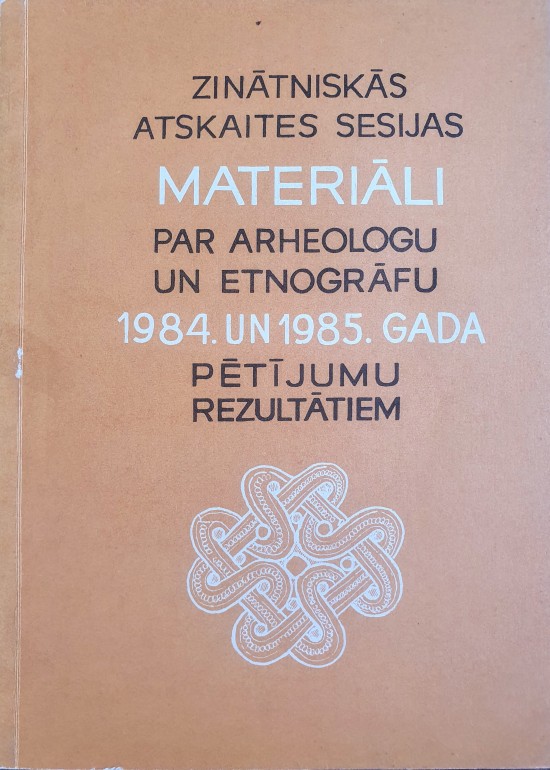 ZINĀTNISKĀS
ATSKAITES SESIJAS
MATERIĀLI
PAR ARHEOLOGU
UN ETNOGRĀFU
1984. UN 1985. GADA
PĒTĪJUMU
REZULTĀTIEM